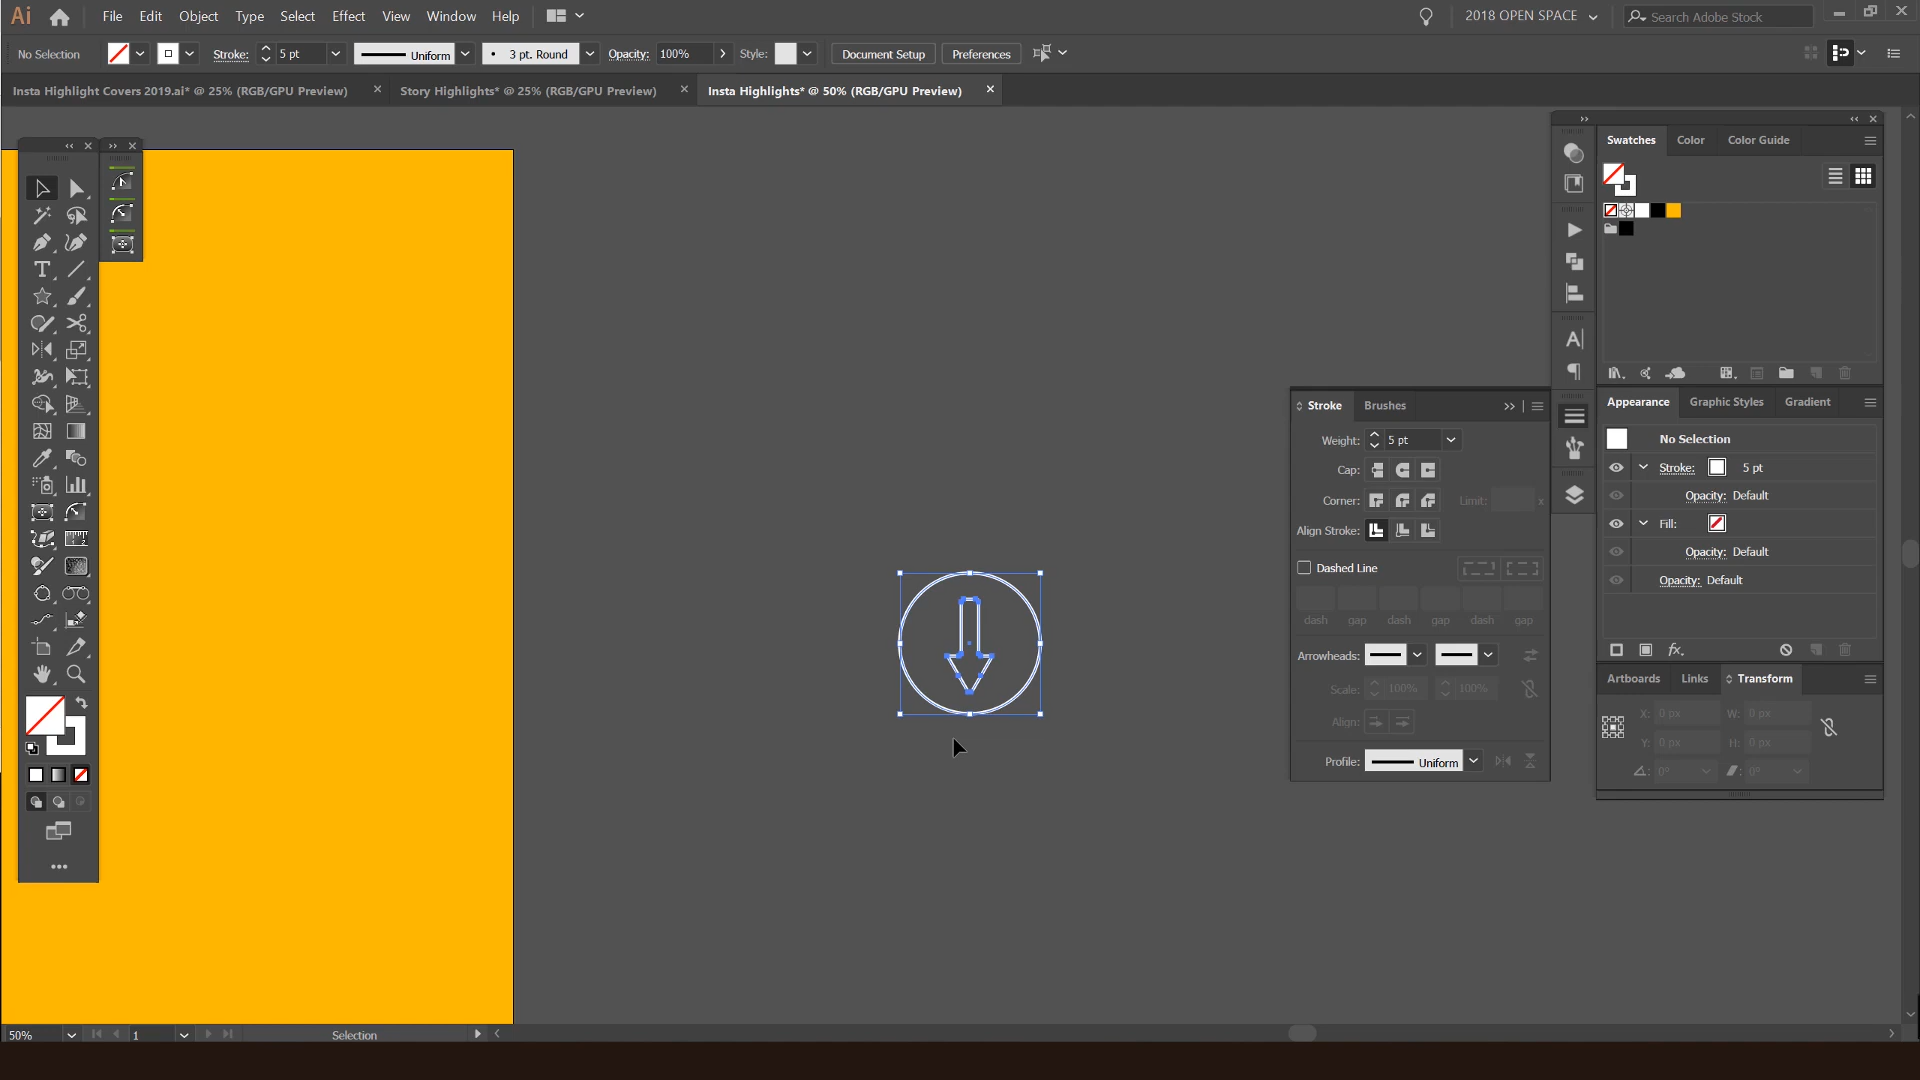 Ai File Edit Object Type Select Effect View Window Help 2018 OPEN SPACE Search Adobe Stock
No Selection Stroke: 5 pt Uniform 3 pt. Round Opacity: 100% Style: Document Setup Preferences
Insta Highlight Covers 2019.ai* @ 25% (RGB/GPU Preview) Story Highlights* @ 25% (RGB/GPU Preview) Insta Highlights* @ 50% (RGB/GPU Preview)
Swatches Color Color Guide
Stroke Brushes
Weight: 5 pt
Cap:
Corner: Limit: x
Align Stroke:
Dashed Line
dash gap dash gap dash gap
Arrowheads:
Scale: 100% 100%
Align:
Profile: Uniform
Appearance Graphic Styles Gradient
No Selection
Stroke: 5 pt
Opacity: Default
Fill:
Opacity: Default
Opacity: Default
fx.
Artboards Links Transform
X: 0 px W: 0 px
Y: 0 px H: 0 px
0° 0°
50% 1 Selection